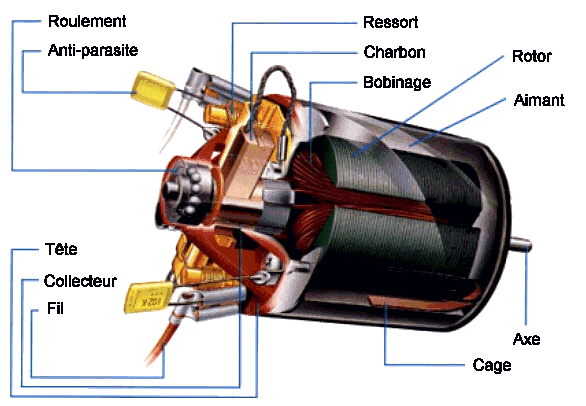 Roulement
Anti-parasite
Ressort
Charbon
Bobinage
Rotor
Aimant
Tête
Collecteur
Fil
Axe
Cage